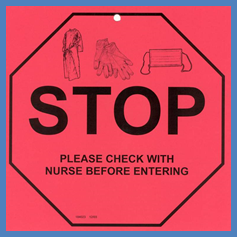 STOP
PLEASE CHECK WITH
NURSE BEFORE ENTERING